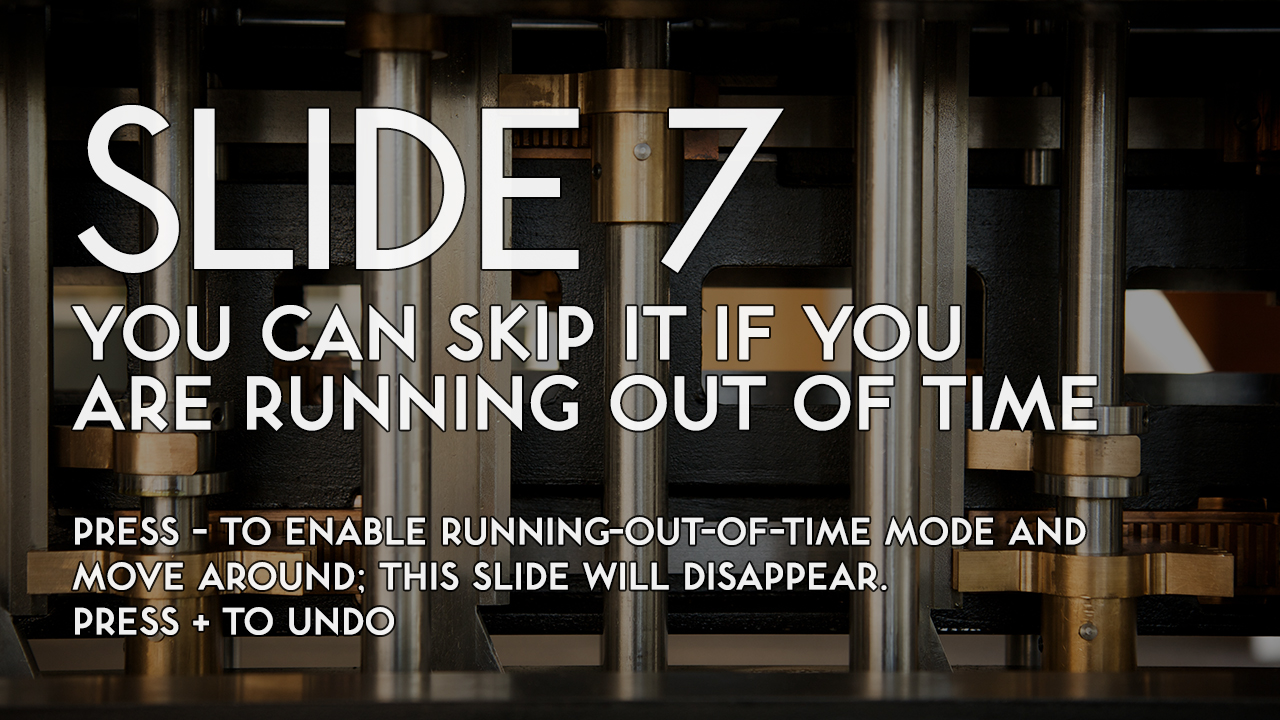 SLIDE 7
YOU CAN SKIP IT IF YOU
ARE RUNNING OUT OF TIME
PRESS - TO ENABLE RUNNING-OUT-OF-TIME MODE AND
MOVE AROUND; THIS SLIDE WILL DISAPPEAR.
PRESS + TO UNDO